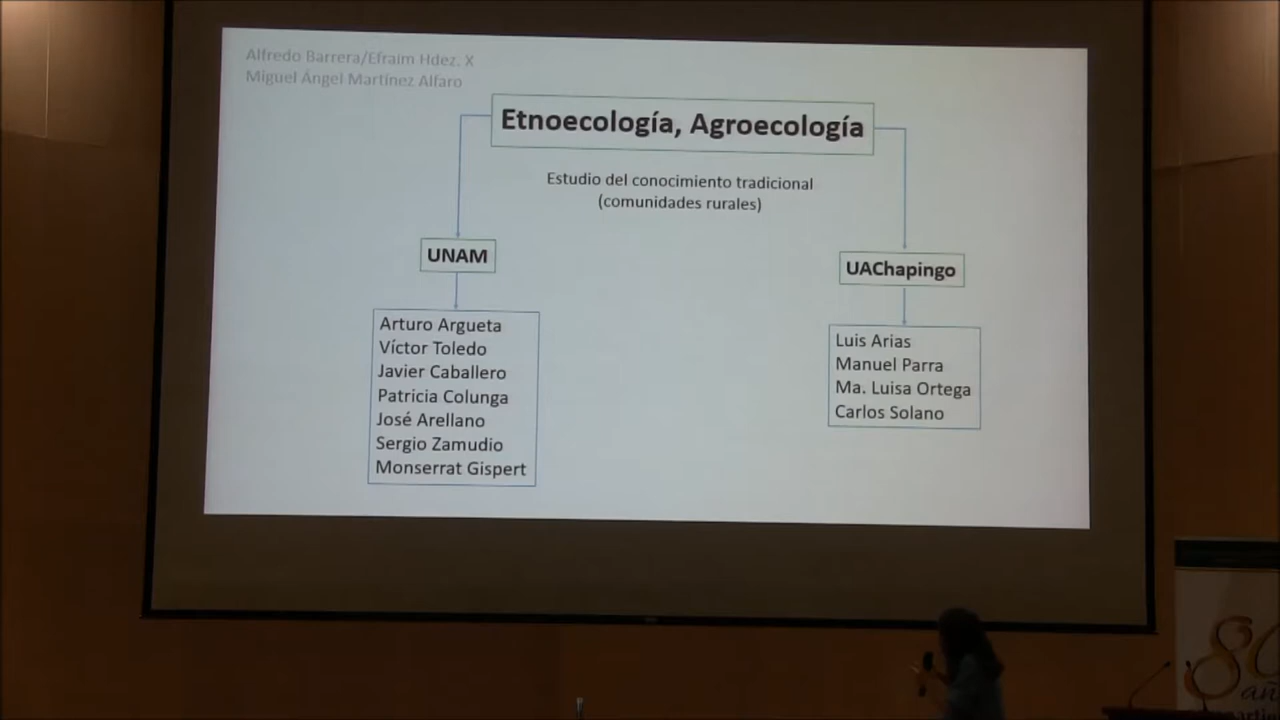 Alfredo Barrera/Efraim Hdez. X
Miguel Ángel Martínez Alfaro
Etnoecología, Agroecología
Estudio del conocimiento tradicional
(comunidades rurales)
UNAM
Arturo Argueta
Víctor Toledo
Javier Caballero
Patricia Colunga
José Arellano
Sergio Zamudio
Monserrat Gispert
UAChapingo
Luis Arias
Manuel Parra
Ma. Luisa Ortega
Carlos Solano